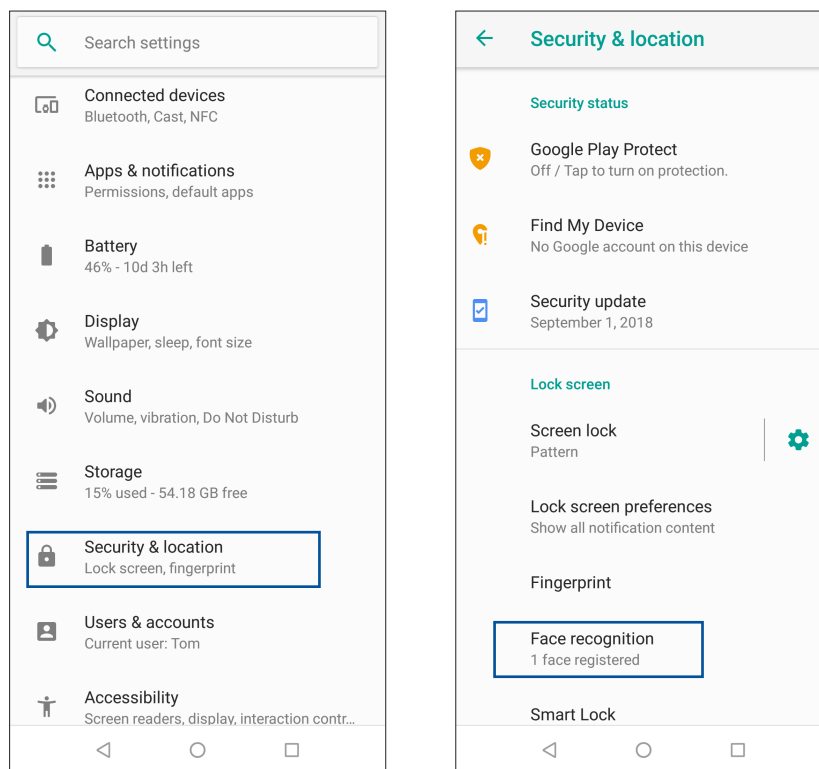 Search settings
Connected devices
Bluetooth, Cast, NFC
Apps & notifications
Permissions, default apps
Battery
46% - 10d 3h left
Display
Wallpaper, sleep, font size
Sound
Volume, vibration, Do Not Disturb
Storage
15% used - 54.18 GB free
Security & location
Lock screen, fingerprint
Users & accounts
Current user: Tom
Accessibility
Screen readers, display, interaction contr...
Security & location
Security status
Google Play Protect
Off / Tap to turn on protection.
Find My Device
No Google account on this device
Security update
September 1, 2018
Lock screen
Screen lock
Pattern
Lock screen preferences
Show all notification content
Fingerprint
Face recognition
1 face registered
Smart Lock